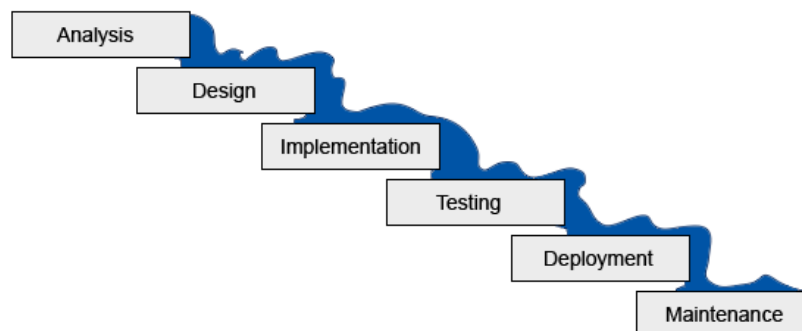 Analysis
Design
Implementation
Testing
Deployment
Maintenance